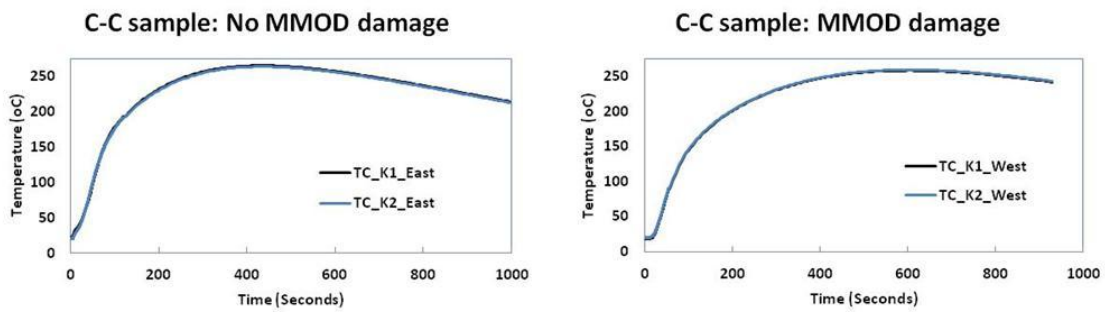 C-C sample: No MMOD damage
Temperature (oC)
250
200
150
100
50
0
TC_K1_East
TC_K2_East
0 200 400 600 800 1000
Time (Seconds)
C-C sample: MMOD damage
Temperature (oC)
250
200
150
100
50
0
TC_K1_West
TC_K2_West
0 200 400 600 800 1000
Time (Seconds)